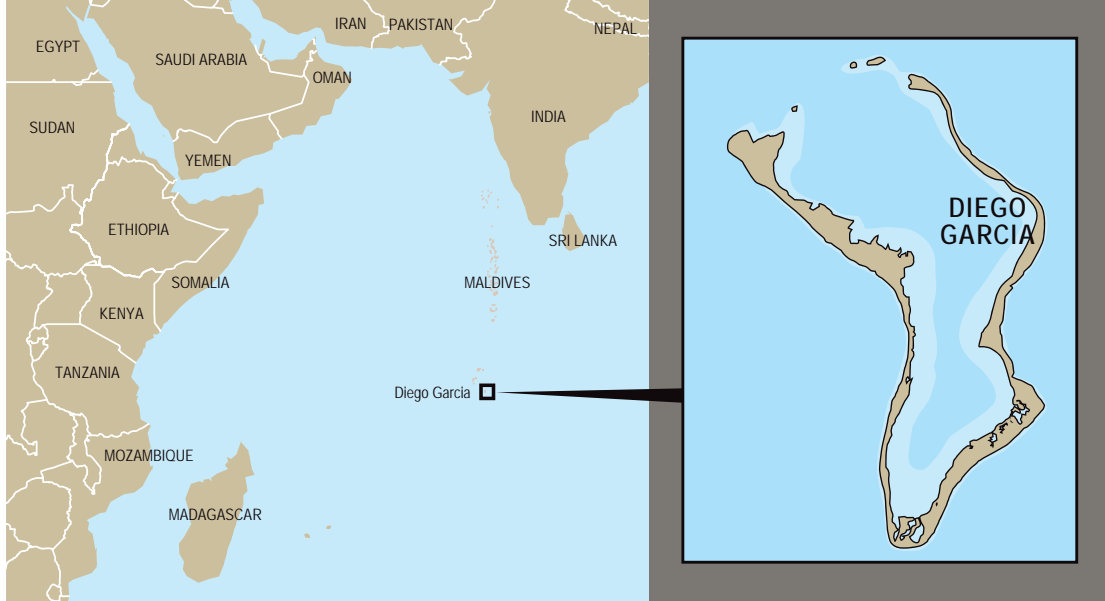 IRAN
PAKISTAN
NEPAL
EGYPT
SAUDI ARABIA
OMAN
INDIA
SUDAN
YEMEN
ETHIOPIA
SRI LANKA
SOMALIA
MALDIVES
KENYA
TANZANIA
Diego Garcia
MOZAMBIQUE
MADAGASCAR
DIEGO
GARCIA